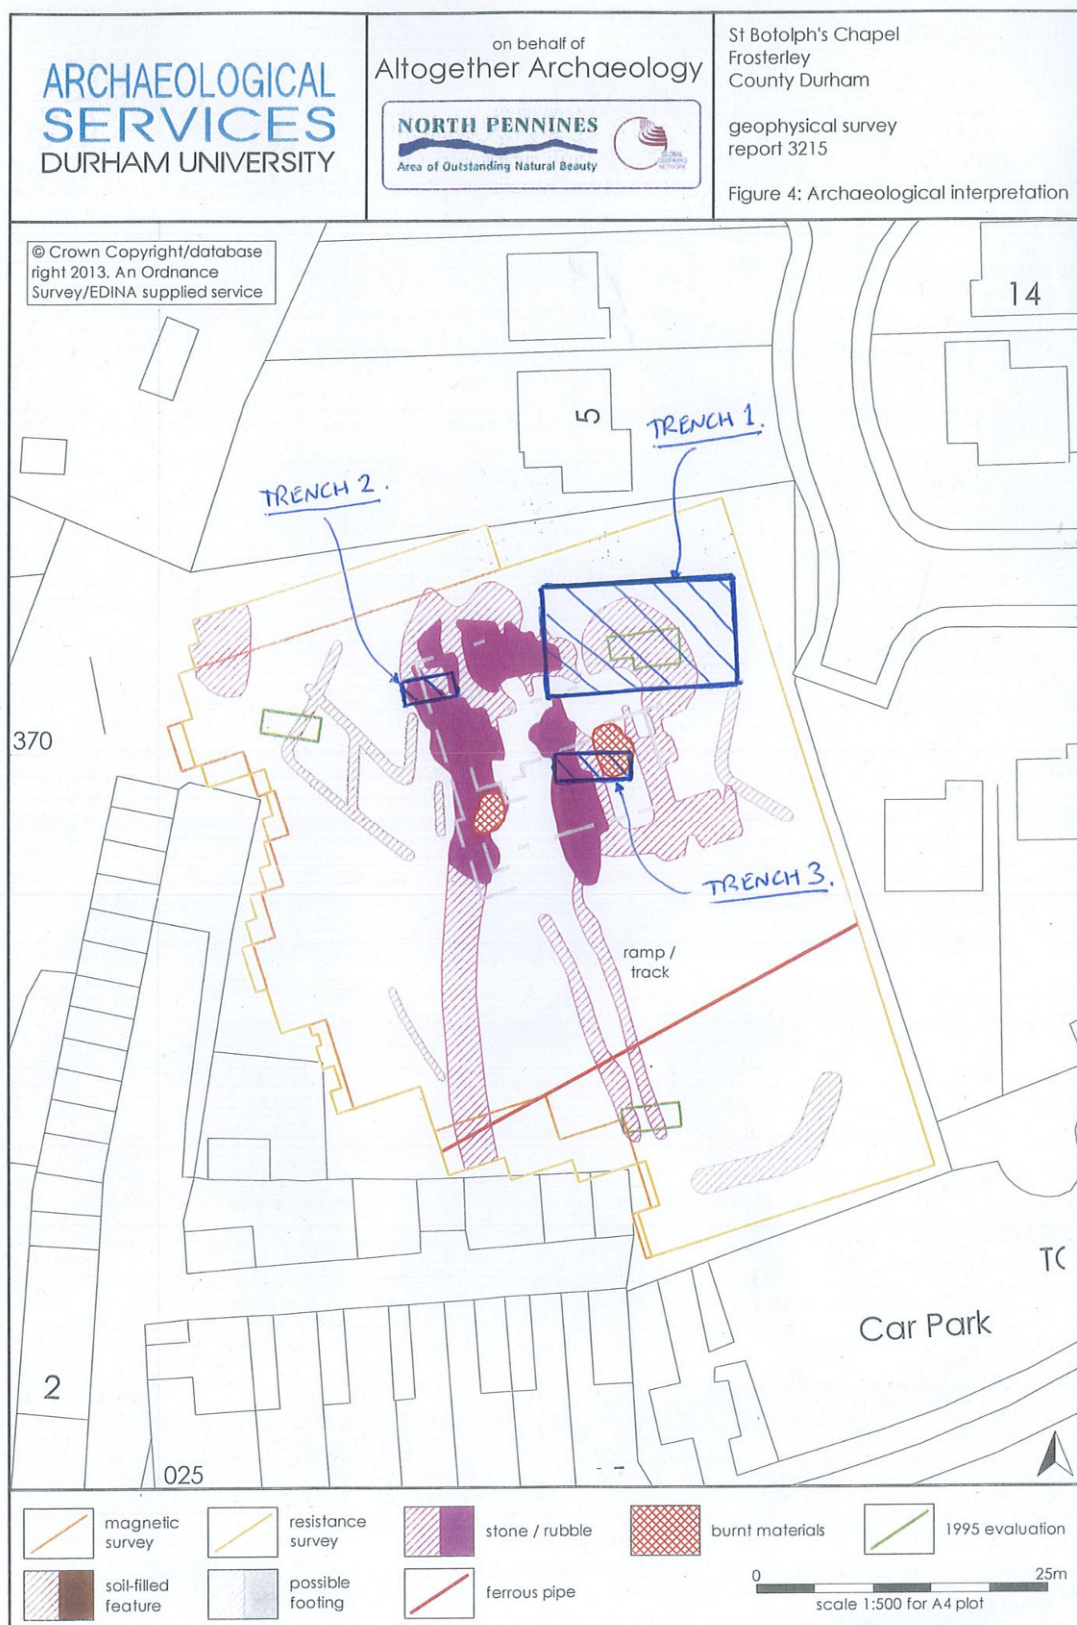 ARCHAEOLOGICAL
SERVICES
DURHAM UNIVERSITY
on behalf of
Altogether Archaeology
NORTH PENNINES
Area of Outstanding Natural Beauty
GLOBAL
GEOPARKS
NETWORK
St Botolph's Chapel
Frosterley
County Durham
geophysical survey
report 3215
Figure 4: Archaeological interpretation
© Crown Copyright/database
right 2013. An Ordnance
Survey/EDINA supplied service
14
5
TRENCH 1.
TRENCH 2.
370
TRENCH 3.
ramp /
track
TC
Car Park
2
025
magnetic
survey
resistance
survey
stone / rubble
burnt materials
1995 evaluation
soil-filled
feature
possible
footing
ferrous pipe
0
25m
scale 1:500 for A4 plot